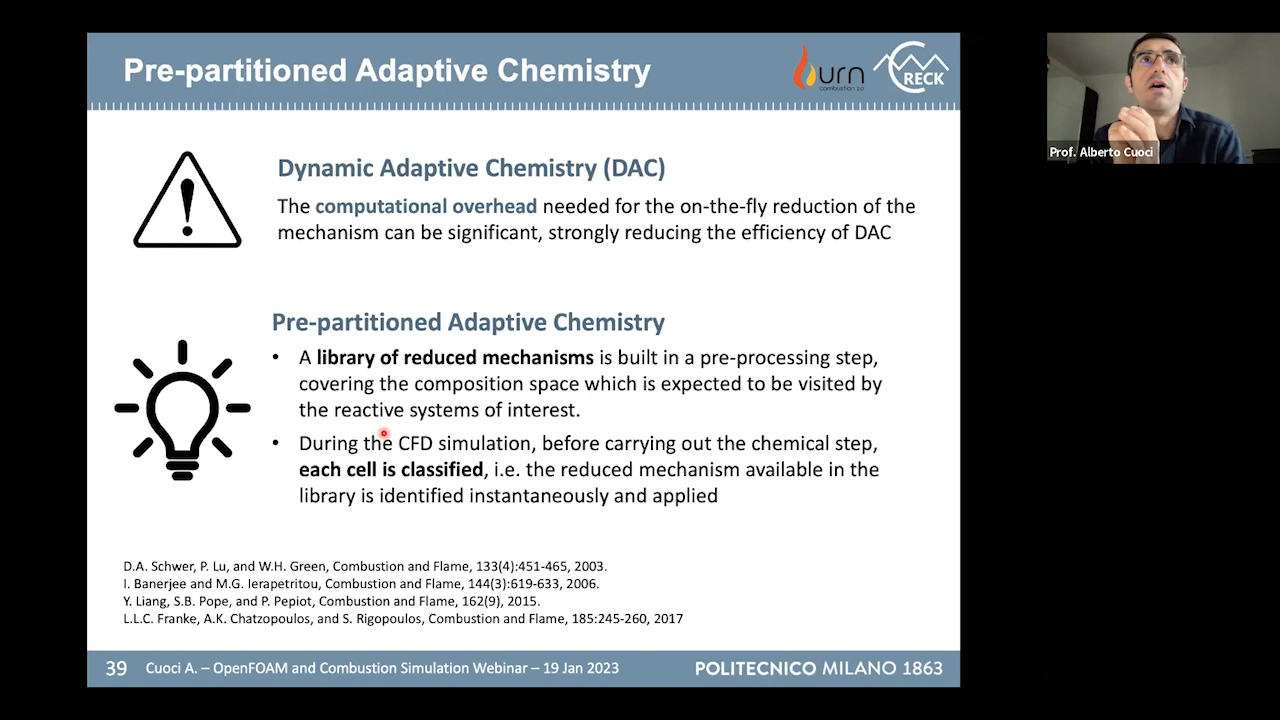 Pre-partitioned Adaptive Chemistry
urn
combustion 2.0
CRECK
Prof. Alberto Cuoci
Dynamic Adaptive Chemistry (DAC)
The computational overhead needed for the on-the-fly reduction of the
mechanism can be significant, strongly reducing the efficiency of DAC
Pre-partitioned Adaptive Chemistry
• A library of reduced mechanisms is built in a pre-processing step,
covering the composition space which is expected to be visited by
the reactive systems of interest.
• During the CFD simulation, before carrying out the chemical step,
each cell is classified, i.e. the reduced mechanism available in the
library is identified instantaneously and applied
D.A. Schwer, P. Lu, and W.H. Green, Combustion and Flame, 133(4):451-465, 2003.
I. Banerjee and M.G. Ierapetritou, Combustion and Flame, 144(3):619-633, 2006.
Y. Liang, S.B. Pope, and P. Pepiot, Combustion and Flame, 162(9), 2015.
L.L.C. Franke, A.K. Chatzopoulos, and S. Rigopoulos, Combustion and Flame, 185:245-260, 2017
39 Cuoci A. – OpenFOAM and Combustion Simulation Webinar – 19 Jan 2023 POLITECNICO MILANO 1863